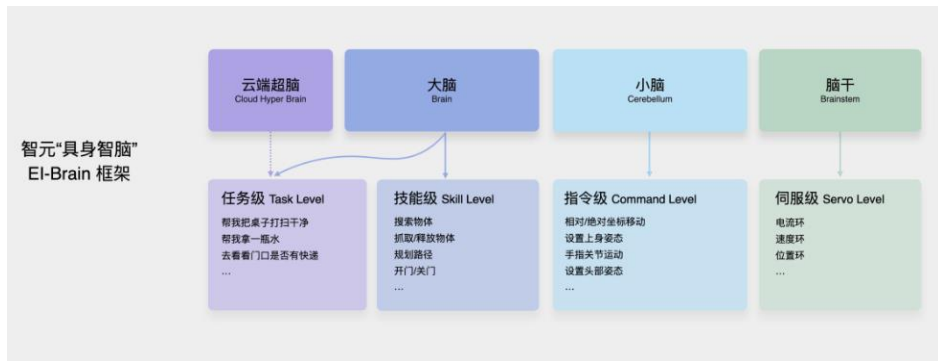 智元“具身智脑”
EI-Brain 框架
云端超脑
Cloud Hyper Brain
大脑
Brain
小脑
Cerebellum
脑干
Brainstem
任务级 Task Level
帮我把桌子打扫干净
帮我拿一瓶水
去看看门口是否有快递
...
技能级 Skill Level
搜索物体
抓取/释放物体
规划路径
开门/关门
...
指令级 Command Level
相对/绝对坐标移动
设置上身姿态
手指关节运动
设置头部姿态
...
伺服级 Servo Level
电流环
速度环
位置环
...